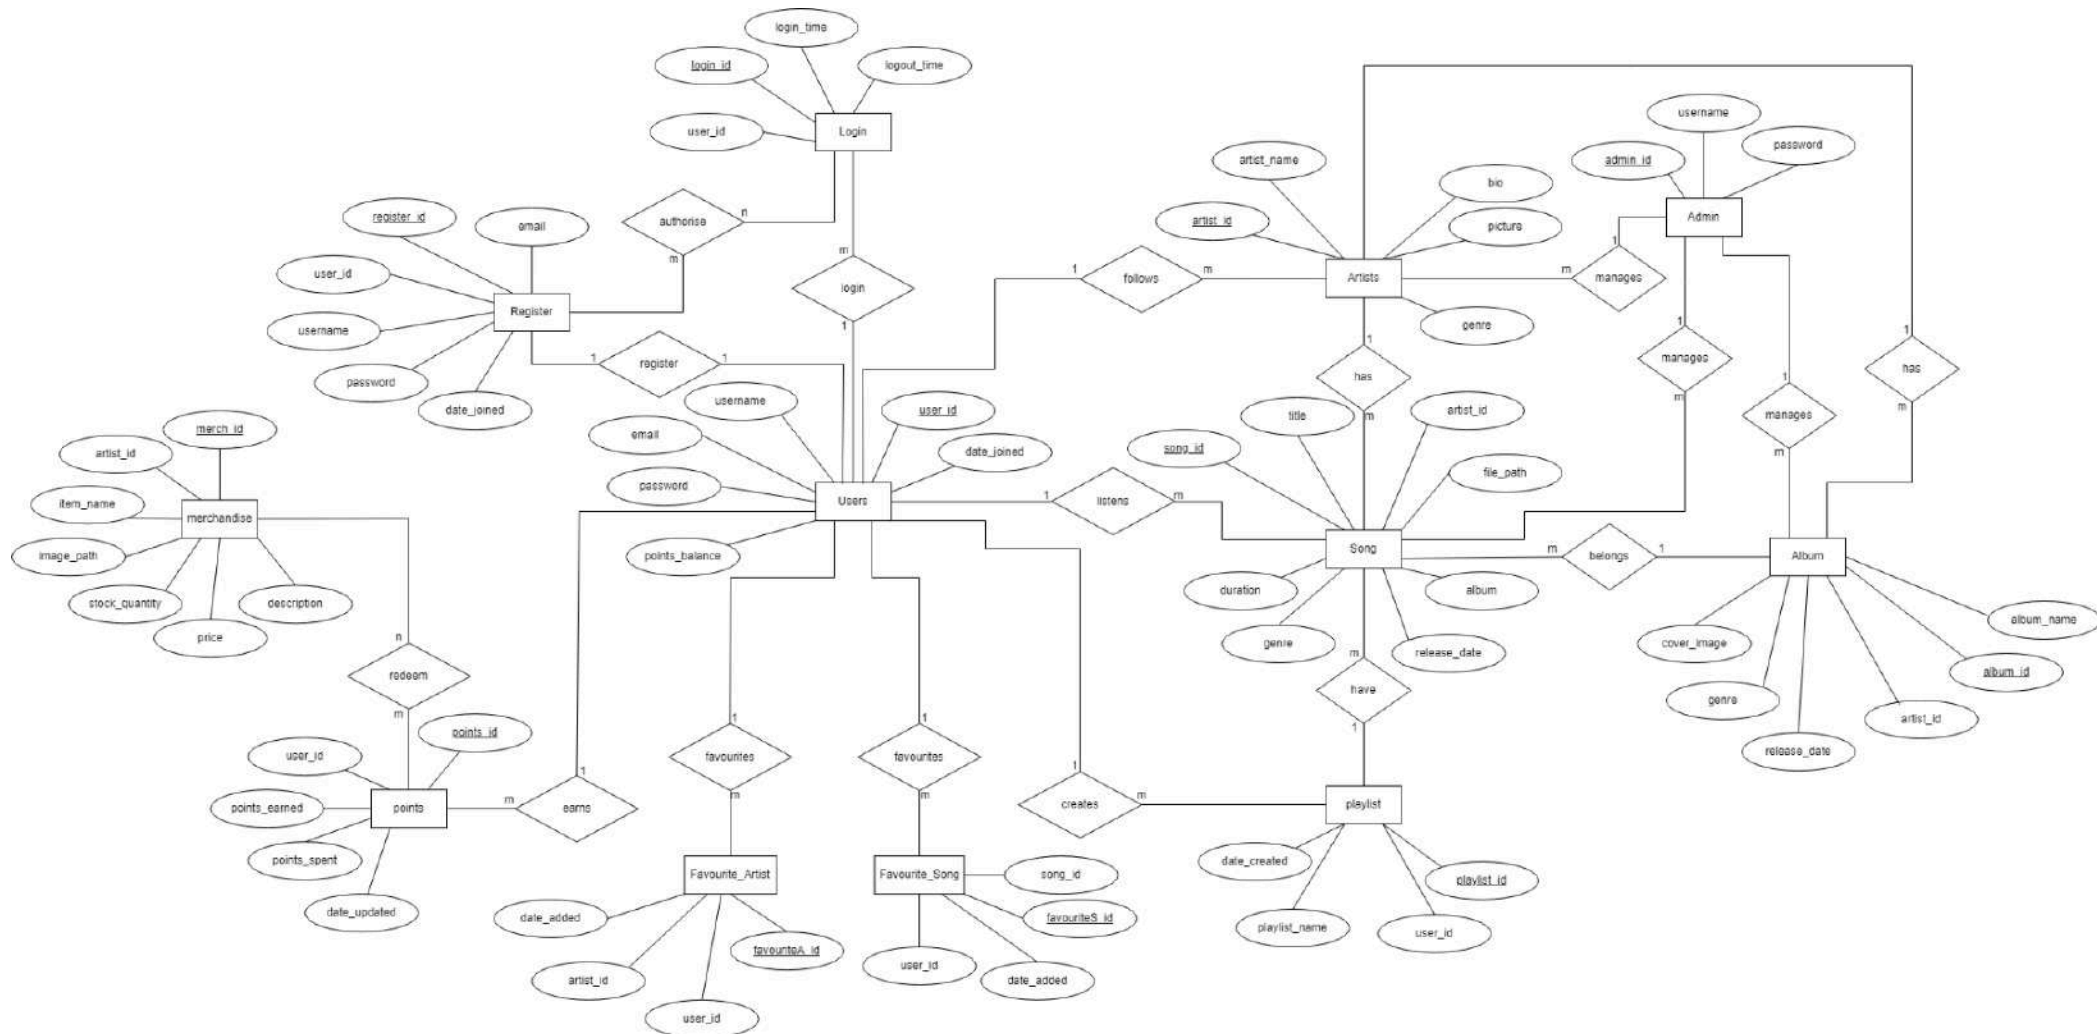 login_time
login_id
logout_time
user_id
Login
username
password
admin_id
Admin
artist_name
bio
artist_id
picture
Artists
genre
register_id
email
authorise
n
m
user_id
username
Register
password
date_joined
m
login
1
1
follows
m
m
manages
1
1
register
1
1
has
m
1
manages
m
1
manages
m
1
has
m
username
user_id
email
date_joined
password
Users
points_balance
title
artist_id
song_id
file_path
1
listens
m
Song
duration
album
genre
release_date
m
belongs
1
Album
album_name
cover_image
album_id
genre
artist_id
release_date
merch_id
artist_id
item_name
merchandise
image_path
stock_quantity
description
price
n
redeem
m
points_id
user_id
points
points_earned
points_spent
date_updated
m
earns
1
1
favourites
m
1
favourites
m
1
creates
m
m
have
1
playlist
date_created
playlist_id
playlist_name
user_id
Favourite_Artist
date_added
favouriteA_id
artist_id
user_id
Favourite_Song
song_id
favouriteS_id
user_id
date_added